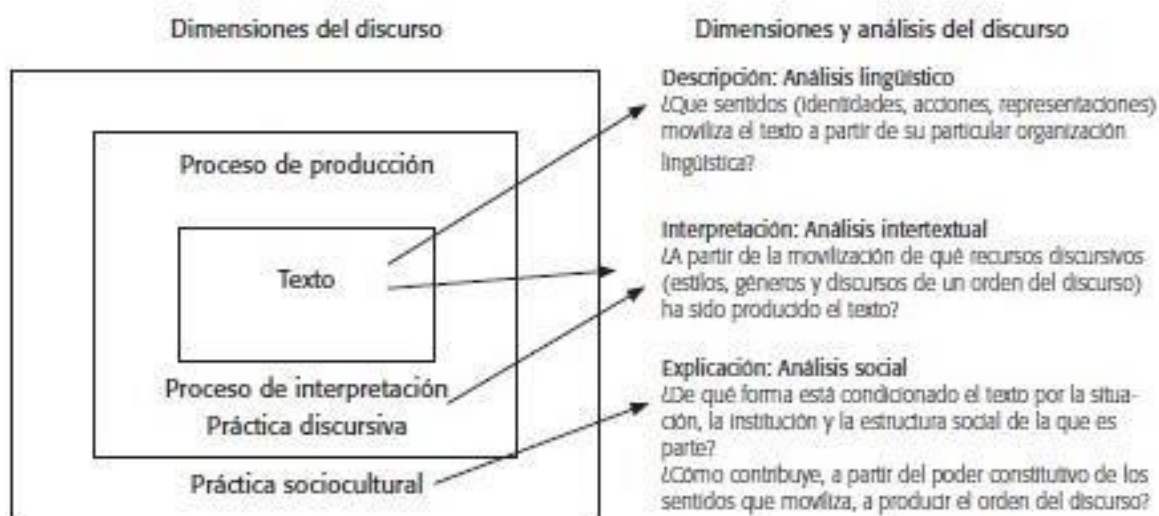 Dimensiones del discurso
Proceso de producción
Texto
Proceso de interpretación
Práctica discursiva
Práctica sociocultural
Dimensiones y análisis del discurso
Descripción: Análisis lingüístico
¿Que sentidos (identidades, acciones, representaciones)
moviliza el texto a partir de su particular organización
lingüística?
Interpretación: Análisis intertextual
¿A partir de la movilización de qué recursos discursivos
(estilos, géneros y discursos de un orden del discurso)
ha sido producido el texto?
Explicación: Análisis social
¿De qué forma está condicionado el texto por la situa-
ción, la institución y la estructura social de la que es
parte?
¿Cómo contribuye, a partir del poder constitutivo de los
sentidos que moviliza, a producir el orden del discurso?